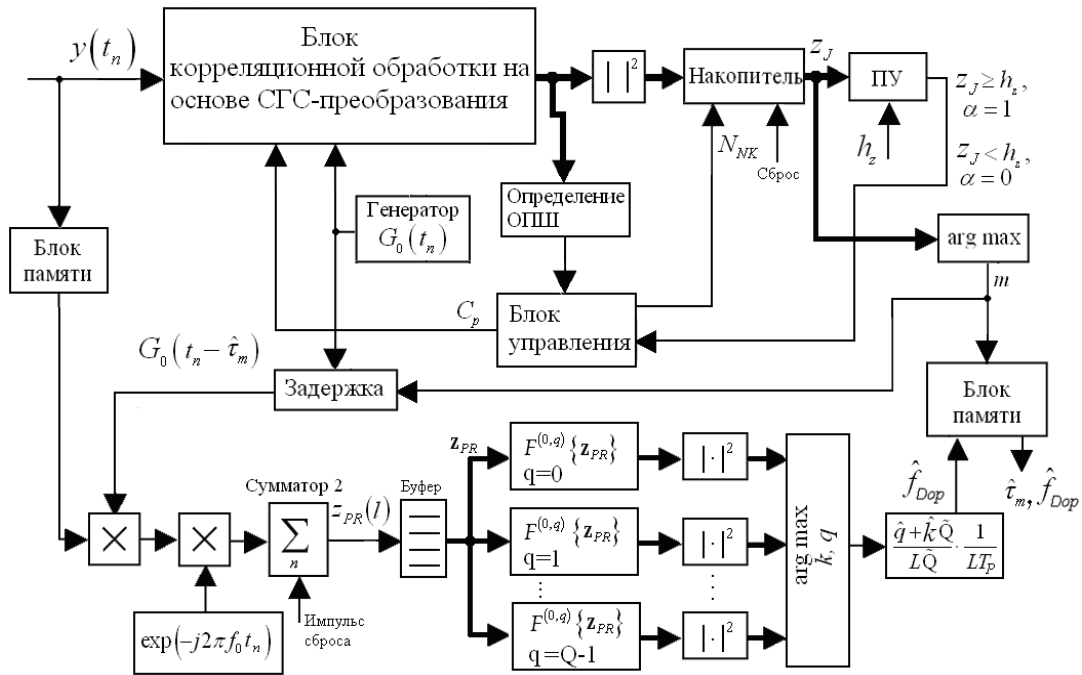 y(t_n)
Блок
корреляционной обработки на
основе СГС-преобразования
| |²
Накопитель
z_J
ПУ
z_J ≥ h_z,
α = 1
z_J < h_z,
α = 0
N_NK
Сброс
h_z
Определение
ОПШ
Генератор
G_0(t_n)
Блок
памяти
arg max
m
C_p
Блок
управления
G_0(t_n − τ̂_m)
Задержка
Блок
памяти
z_PR
F^(0,q){z_PR}
q=0
|·|²
f̂_Dop
τ̂_m, f̂_Dop
Сумматор 2
z_PR(l)
Буфер
×
×
∑
n
F^(0,q){z_PR}
q=1
|·|²
⋮
⋮
arg max
k, q
(q̂ + k̂Q̃)/(LQ̃) · 1/(LT_P)
exp(−j2πf_0t_n)
Импульс
сброса
F^(0,q){z_PR}
q=Q-1
|·|²